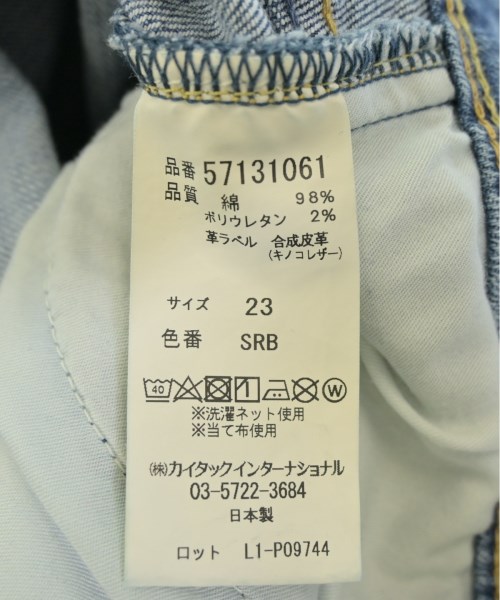 品番 57131061
品質 綿 98%
ポリウレタン 2%
革ラベル 合成皮革
(キノコレザー)
サイズ 23
色番 SRB
40 1 W
※洗濯ネット使用
※当て布使用
㈱カイタックインターナショナル
03-5722-3684
日本製
ロット L1-P09744